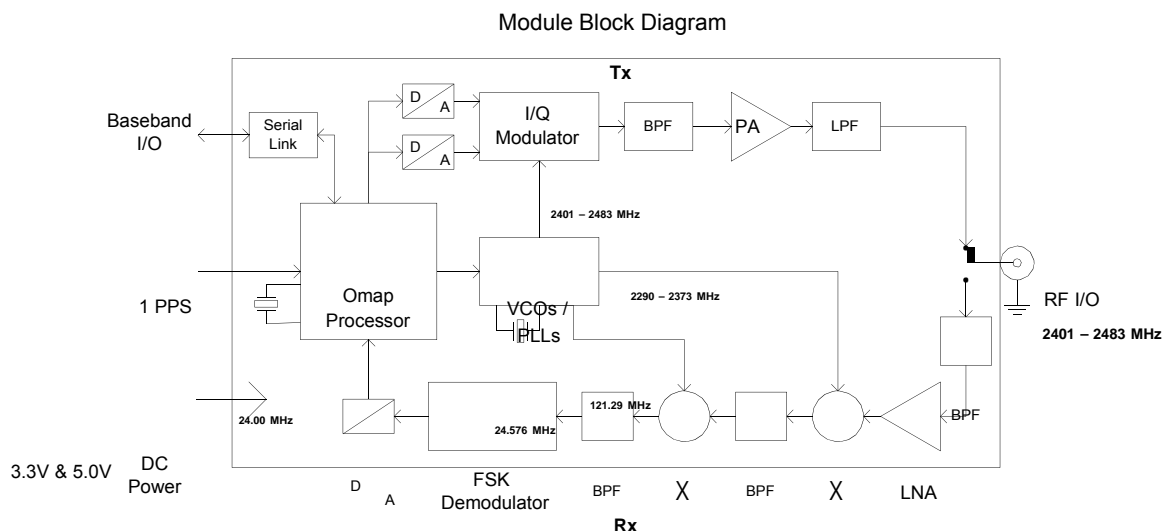 Module Block Diagram
Tx
D
A
D
A
Baseband
I/O
Serial
Link
I/Q
Modulator
BPF
PA
LPF
2401 – 2483 MHz
1 PPS
Omap
Processor
VCOs /
PLLs
2290 – 2373 MHz
RF I/O
2401 – 2483 MHz
24.00 MHz
24.576 MHz
121.29 MHz
BPF
3.3V & 5.0V
DC
Power
D
A
FSK
Demodulator
BPF
X
BPF
X
LNA
Rx